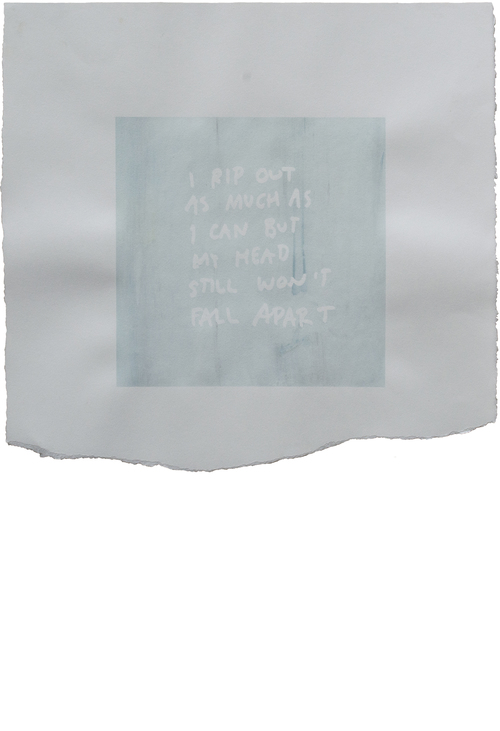 I RIP OUT
AS MUCH AS
I CAN BUT
MY HEAD
STILL WON'T
FALL APART